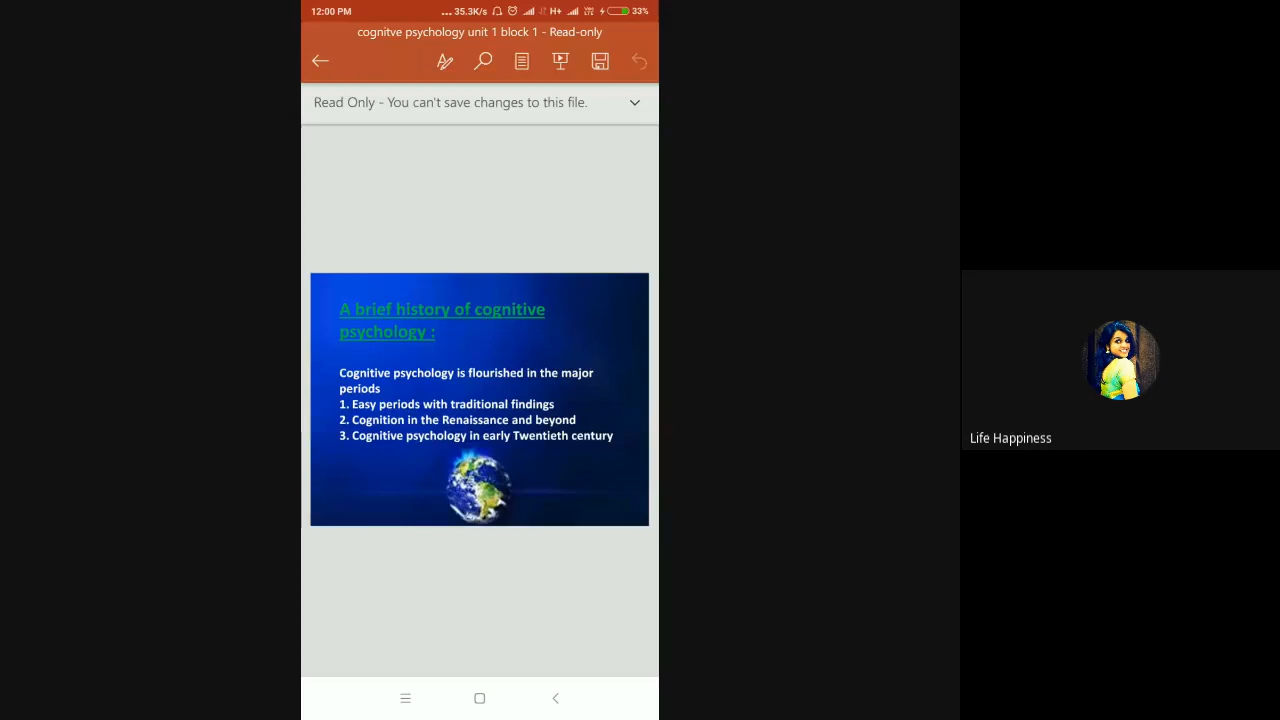 12:00 PM
... 35.3K/s H+ VoLTE 33%
cognitve psychology unit 1 block 1 - Read-only
Read Only - You can't save changes to this file.
A brief history of cognitive
psychology :
Cognitive psychology is flourished in the major
periods
1. Easy periods with traditional findings
2. Cognition in the Renaissance and beyond
3. Cognitive psychology in early Twentieth century
Life Happiness